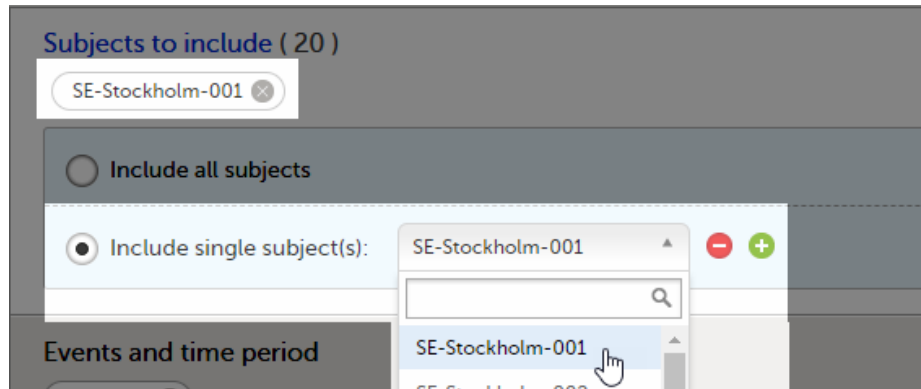 Subjects to include ( 20 )
SE-Stockholm-001
Include all subjects
Include single subject(s):
SE-Stockholm-001
SE-Stockholm-001
Events and time period